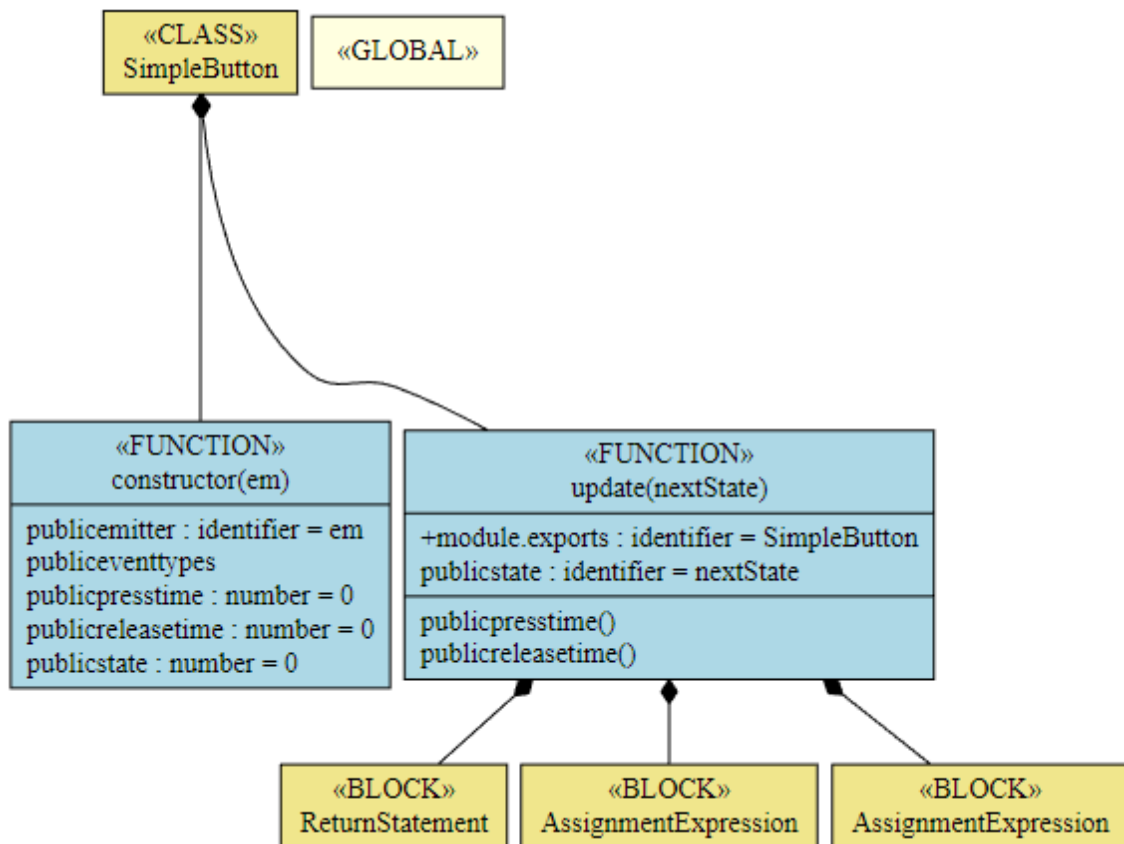 «CLASS»
SimpleButton
«GLOBAL»
«FUNCTION»
constructor(em)
publicemitter : identifier = em
publiceventtypes
publicpresstime : number = 0
publicreleasetime : number = 0
publicstate : number = 0
«FUNCTION»
update(nextState)
+module.exports : identifier = SimpleButton
publicstate : identifier = nextState
publicpresstime()
publicreleasetime()
«BLOCK»
ReturnStatement
«BLOCK»
AssignmentExpression
«BLOCK»
AssignmentExpression